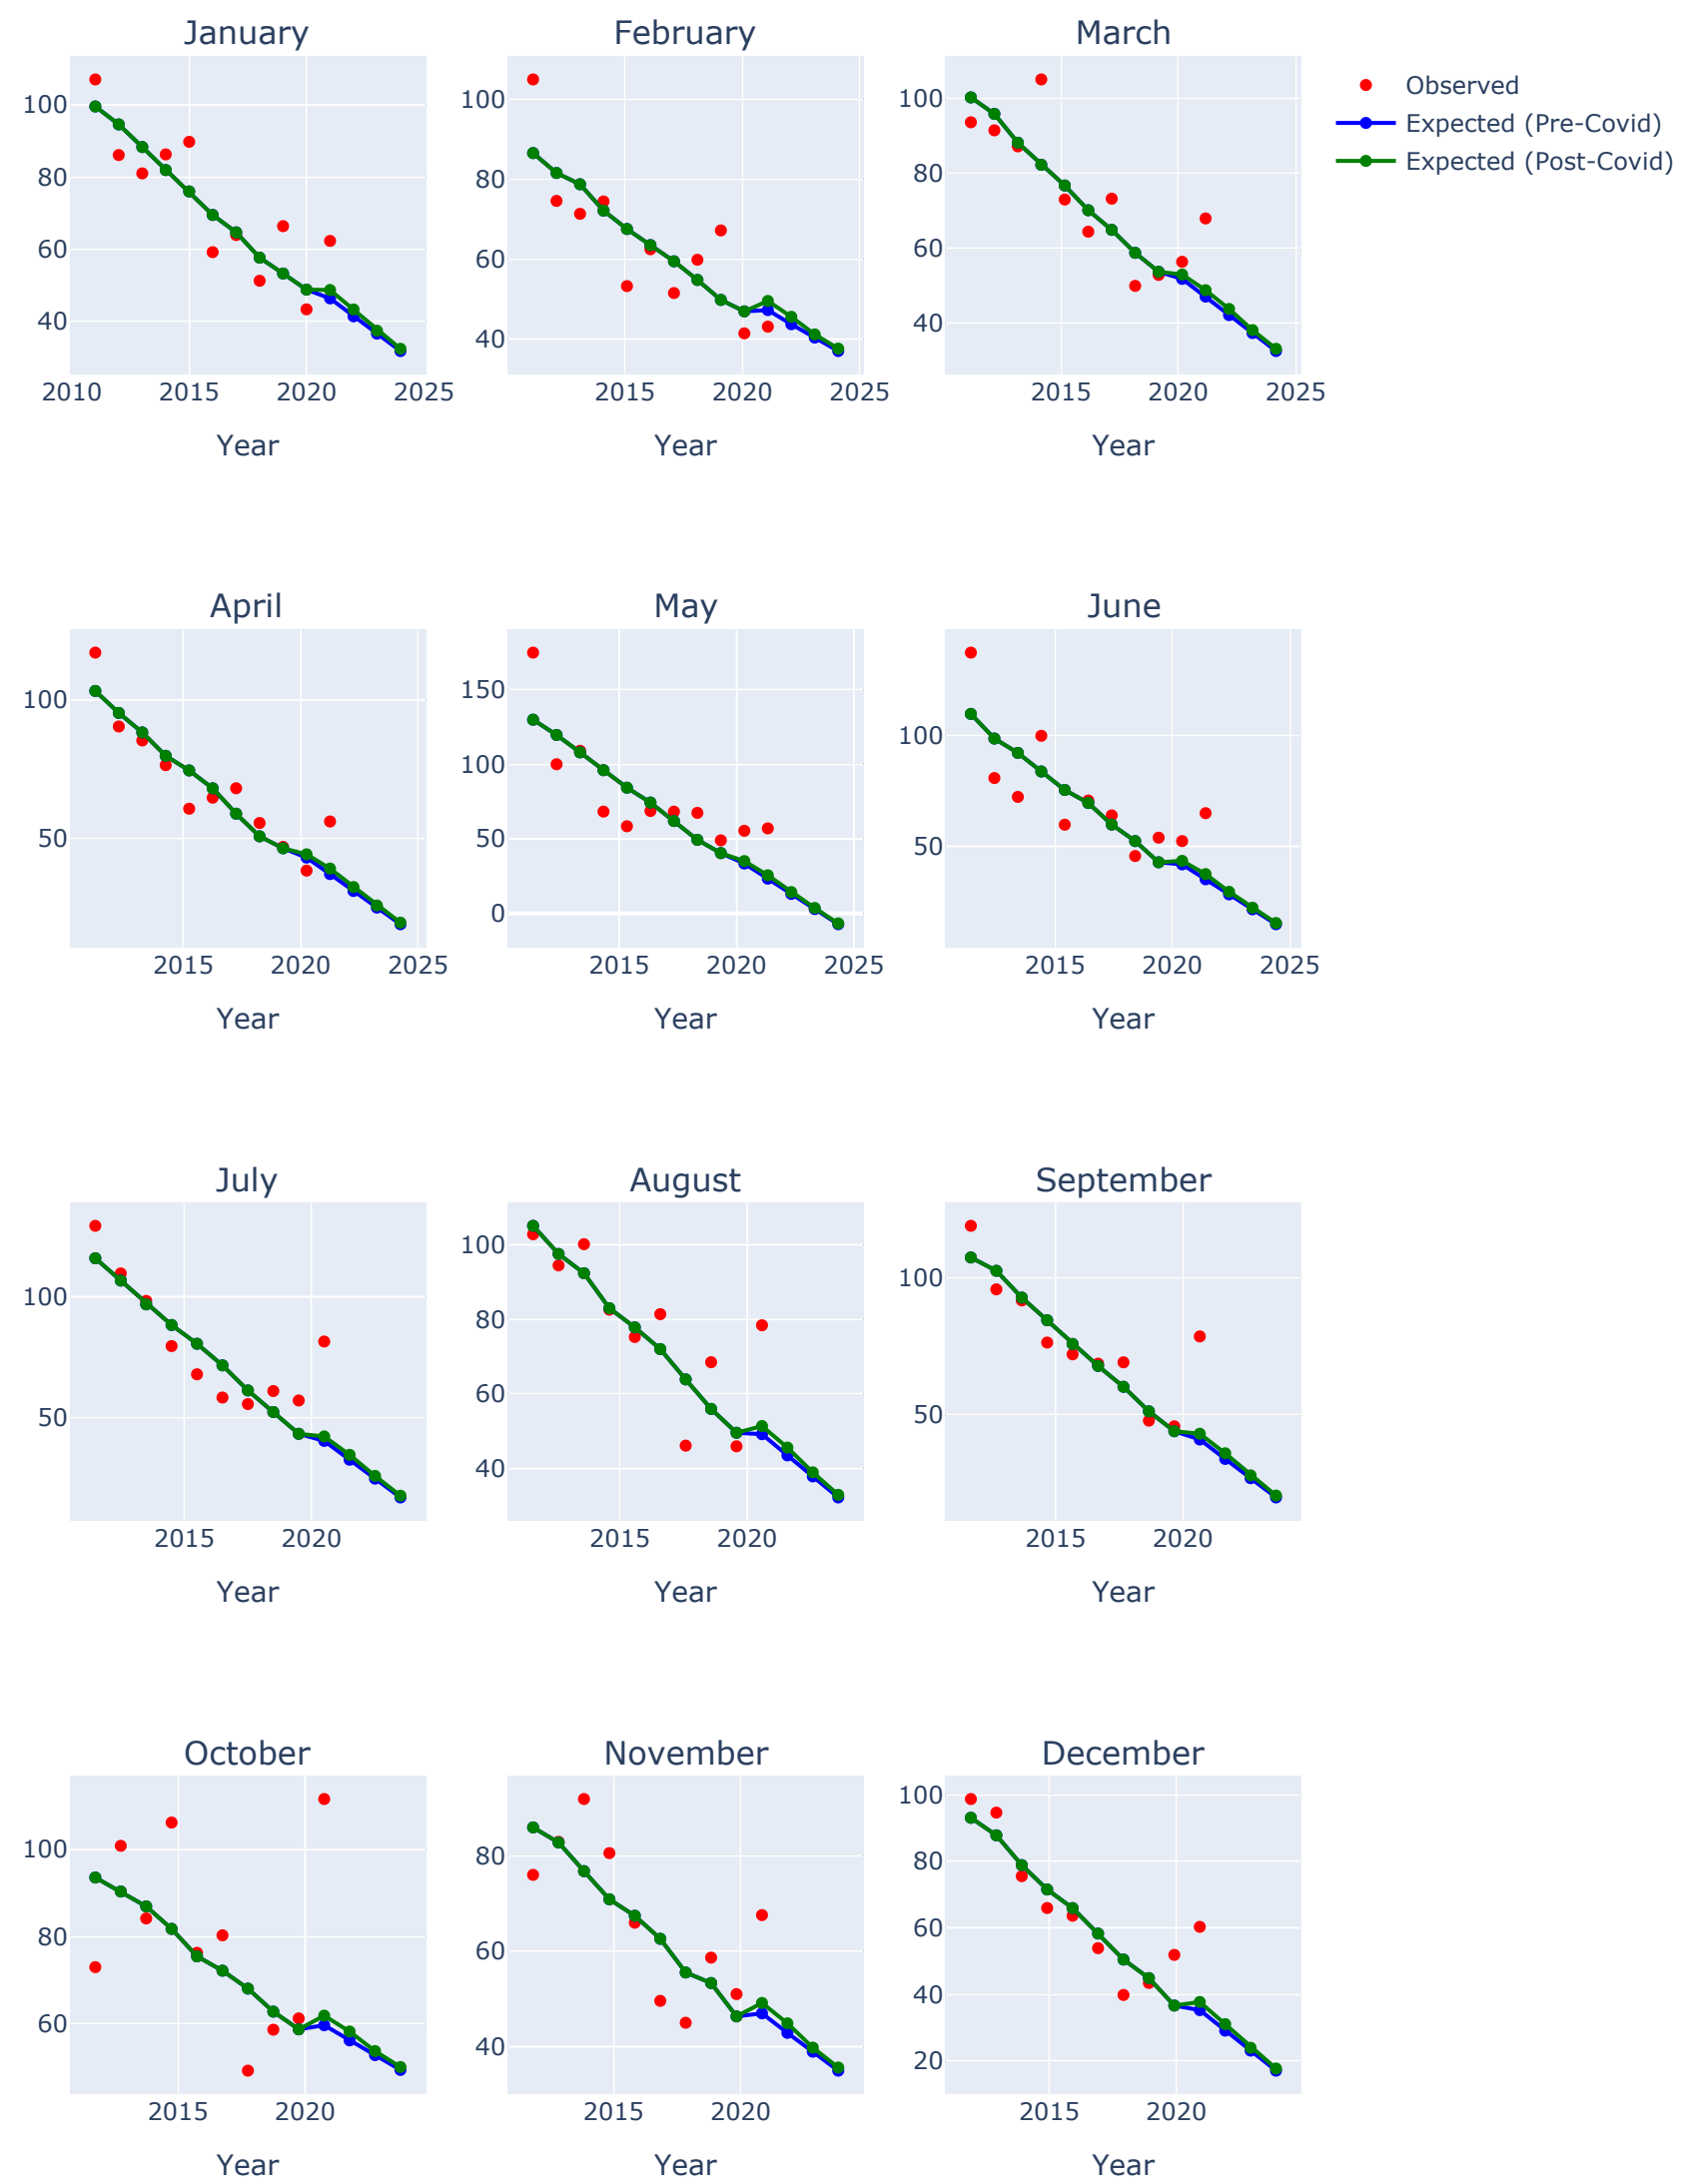 January
February
March
100
80
60
40
2010
2015
2020
2025
Year
100
80
60
40
2015
2020
2025
Year
100
80
60
40
2015
2020
2025
Year
Observed
Expected (Pre-Covid)
Expected (Post-Covid)
April
May
June
100
50
2015
2020
2025
Year
150
100
50
0
2015
2020
2025
Year
100
50
2015
2020
2025
Year
July
August
September
100
50
2015
2020
Year
100
80
60
40
2015
2020
Year
100
50
2015
2020
Year
October
November
December
100
80
60
2015
2020
Year
80
60
40
2015
2020
Year
100
80
60
40
20
2015
2020
Year